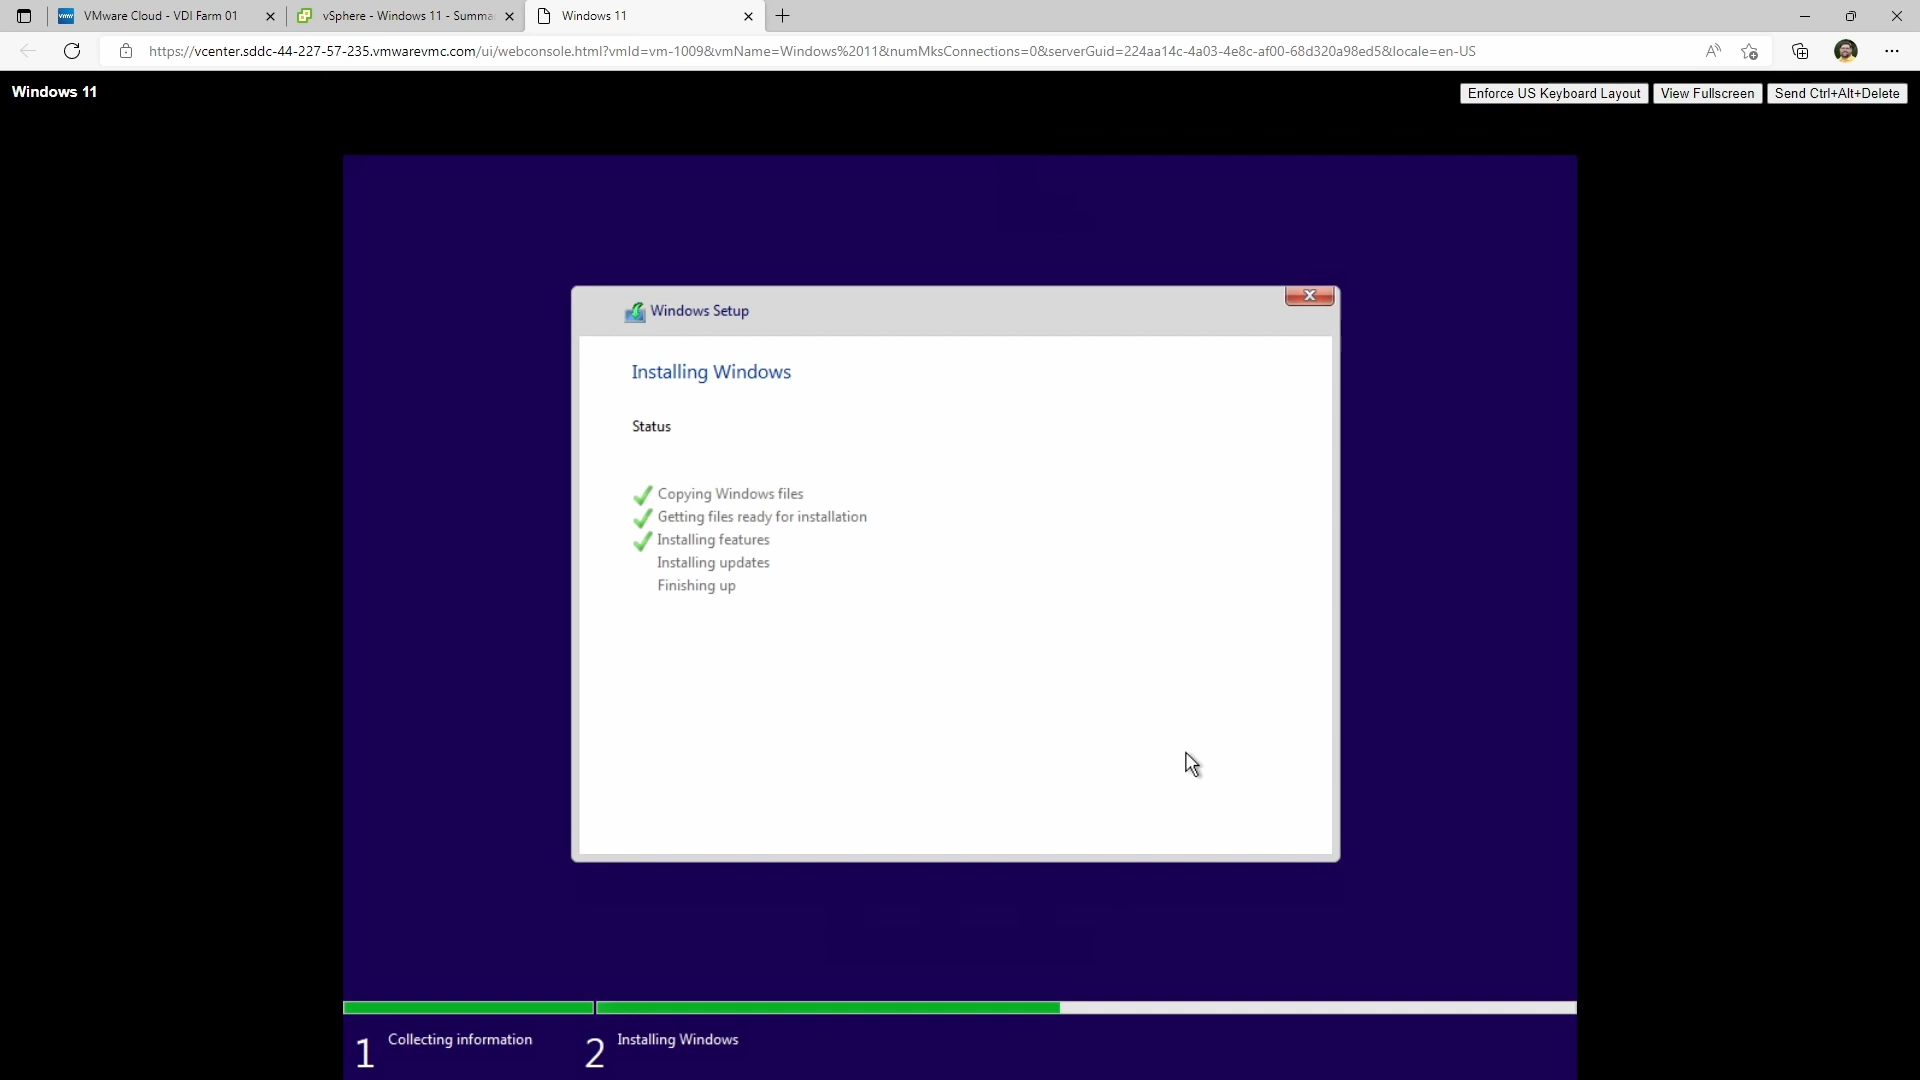 VMware Cloud - VDI Farm 01
vSphere - Windows 11 - Summa
Windows 11
https://vcenter.sddc-44-227-57-235.vmwarevmc.com/ui/webconsole.html?vmId=vm-1009&vmName=Windows%2011&numMksConnections=0&serverGuid=224aa14c-4a03-4e8c-af00-68d320a98ed5&locale=en-US
Windows 11
Enforce US Keyboard Layout
View Fullscreen
Send Ctrl+Alt+Delete
Windows Setup
Installing Windows
Status
Copying Windows files
Getting files ready for installation
Installing features
Installing updates
Finishing up
1 Collecting information
2 Installing Windows